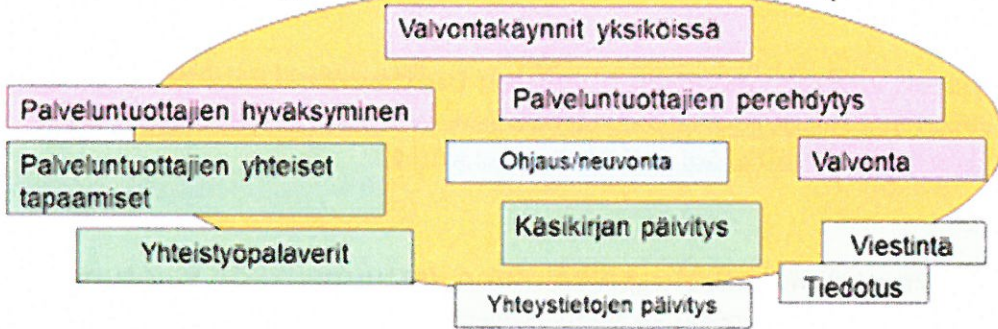 Valvontakäynnit yksiköissä
Palveluntuottajien hyväksyminen
Palveluntuottajien perehdytys
Palveluntuottajien yhteiset
tapaamiset
Ohjaus/neuvonta
Valvonta
Yhteistyöpalaverit
Käsikirjan päivitys
Viestintä
Tiedotus
Yhteystietojen päivitys